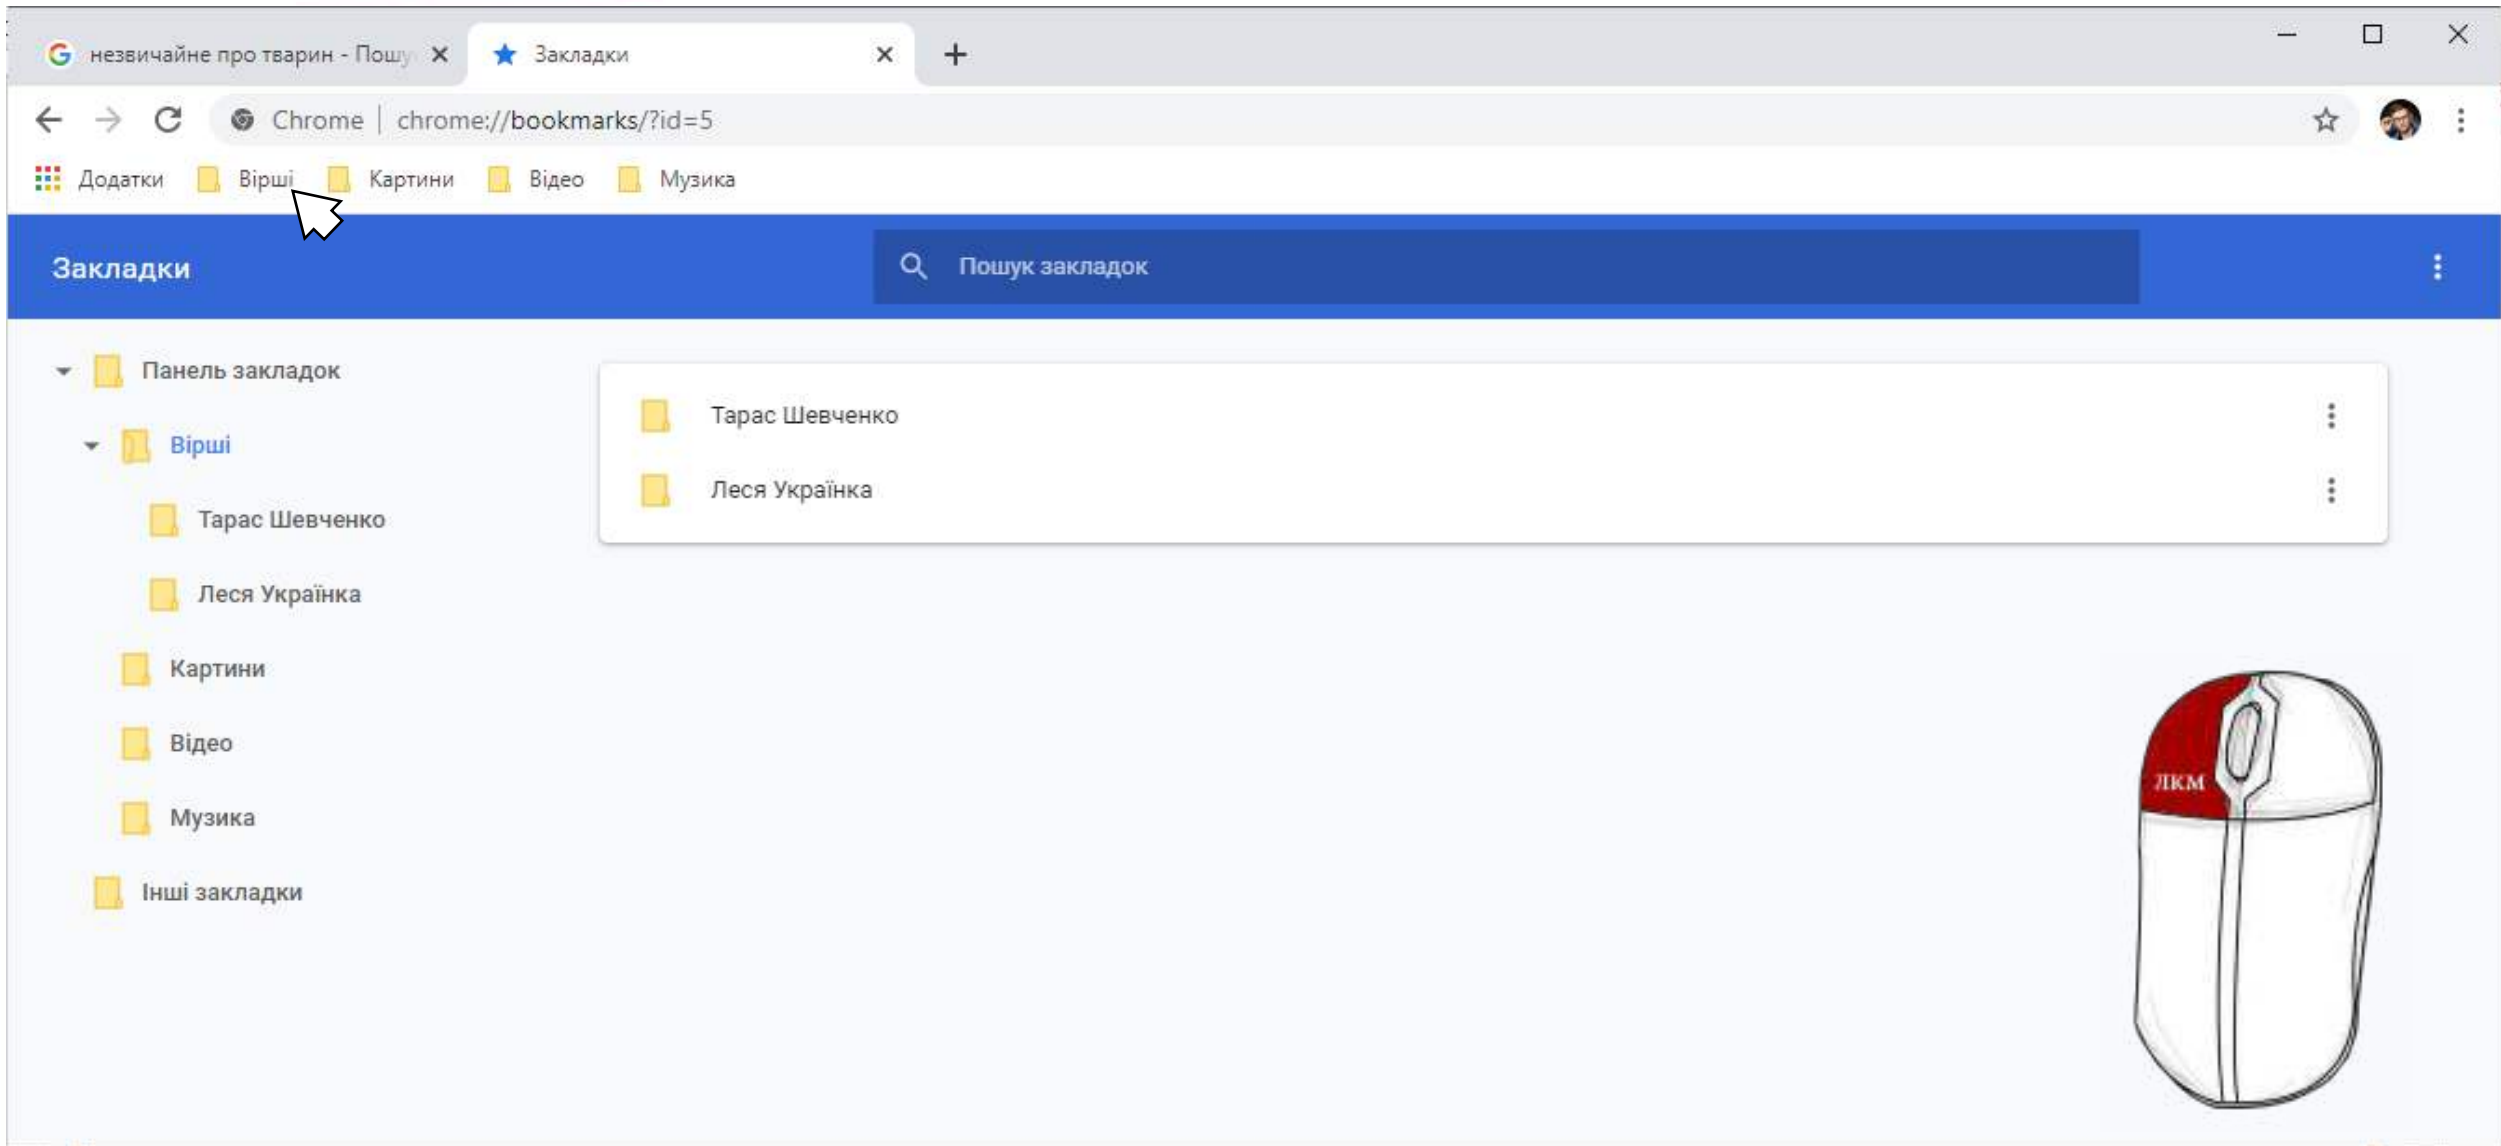 незвичайне про тварин - Пошу
Закладки
Chrome | chrome://bookmarks/?id=5
Додатки Вірші Картини Відео Музика
Закладки
Пошук закладок
Панель закладок
Вірші
Тарас Шевченко
Леся Українка
Картини
Відео
Музика
Інші закладки
Тарас Шевченко
Леся Українка
ЛКМ